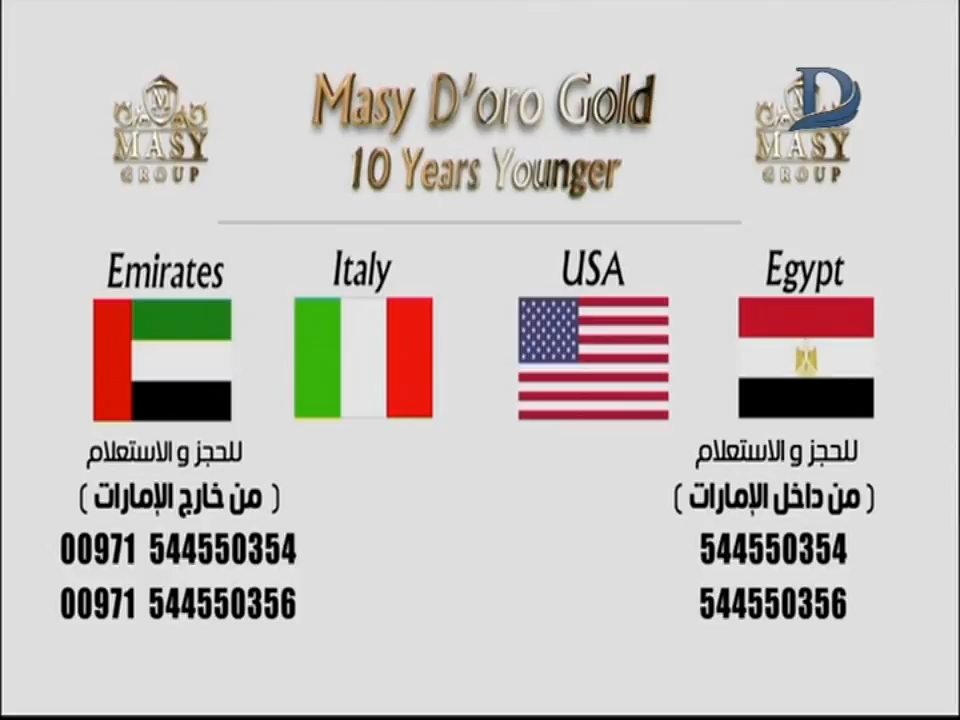 Masy D'oro Gold
10 Years Younger
MASY
GROUP
MASY
GROUP
D
Emirates
Italy
USA
Egypt
للحجز و الاستعلام
( من خارج الإمارات )
00971 544550354
00971 544550356
للحجز و الاستعلام
( من داخل الإمارات )
544550354
544550356